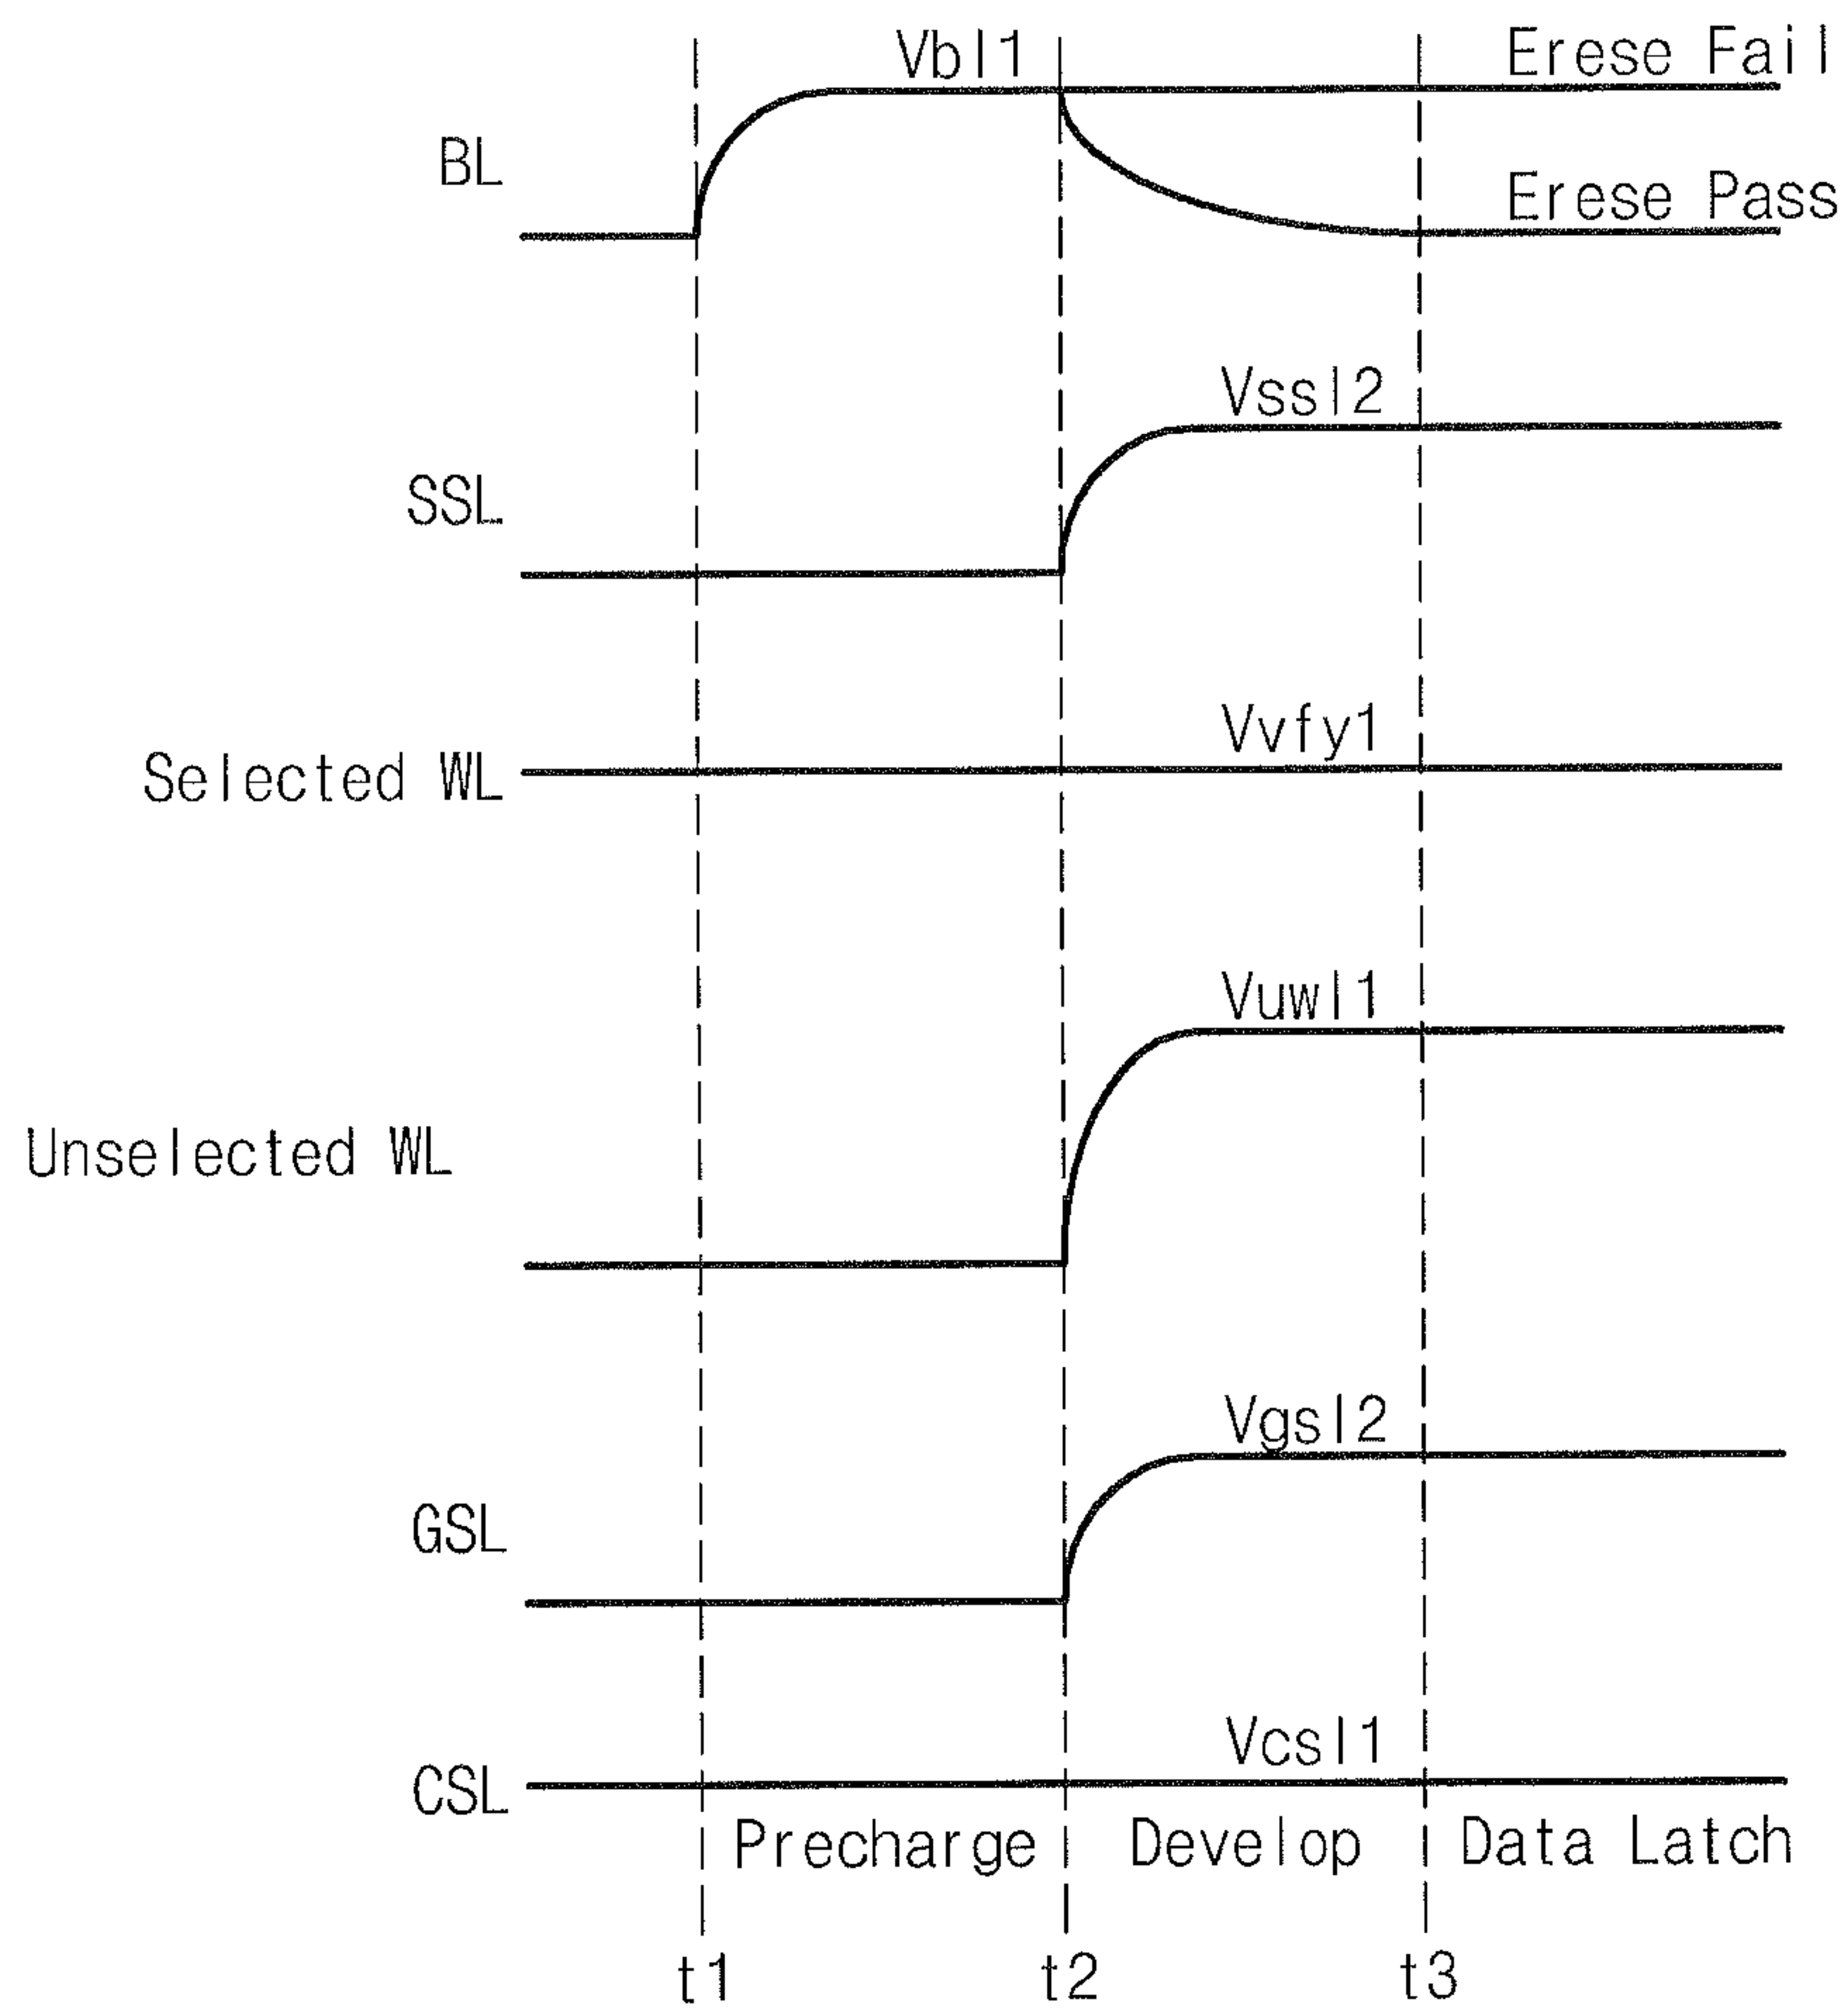 Vbl1
Erese Fail
BL
Erese Pass
Vssl2
SSL
Vvfy1
Selected WL
Vuwl1
Unselected WL
Vgsl2
GSL
Vcsl1
CSL
Precharge
Develop
Data Latch
t1
t2
t3